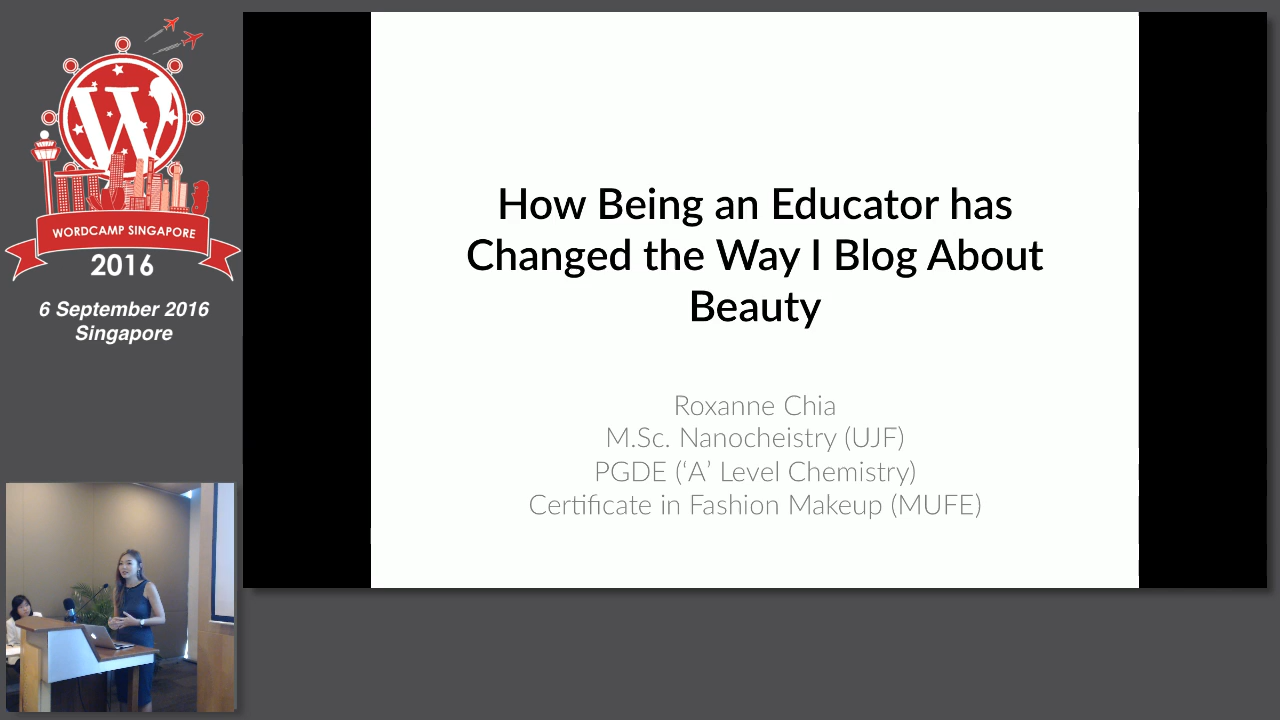 W
WORDCAMP SINGAPORE
2016
6 September 2016
Singapore
How Being an Educator has
Changed the Way I Blog About
Beauty
Roxanne Chia
M.Sc. Nanocheistry (UJF)
PGDE (‘A’ Level Chemistry)
Certificate in Fashion Makeup (MUFE)